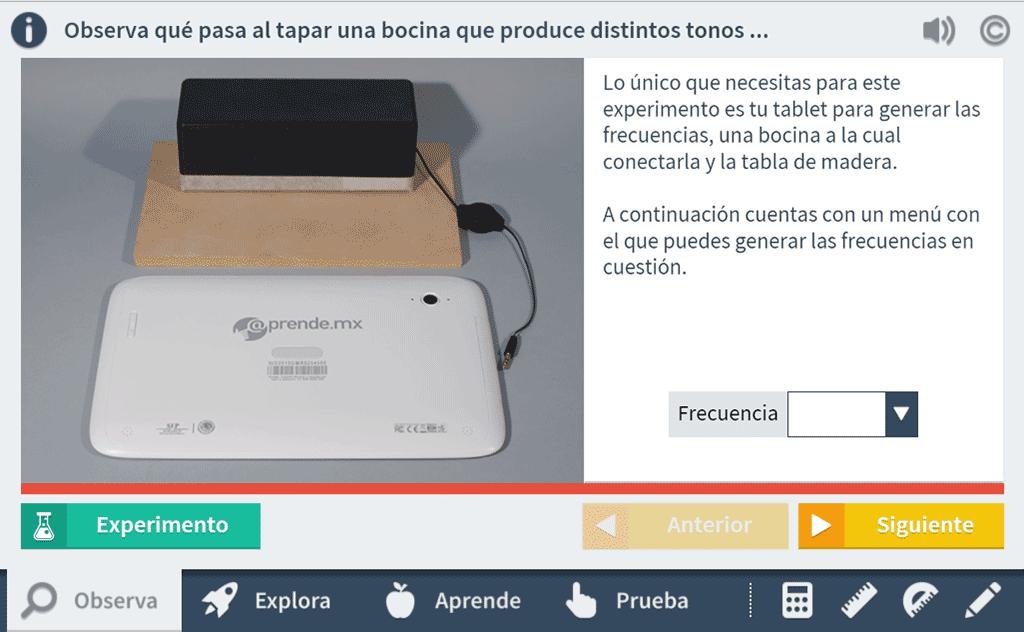 Observa qué pasa al tapar una bocina que produce distintos tonos ...
Lo único que necesitas para este
experimento es tu tablet para generar las
frecuencias, una bocina a la cual
conectarla y la tabla de madera.
A continuación cuentas con un menú con
el que puedes generar las frecuencias en
cuestión.
@prende.mx
Frecuencia
Experimento
Anterior
Siguiente
Observa
Explora
Aprende
Prueba